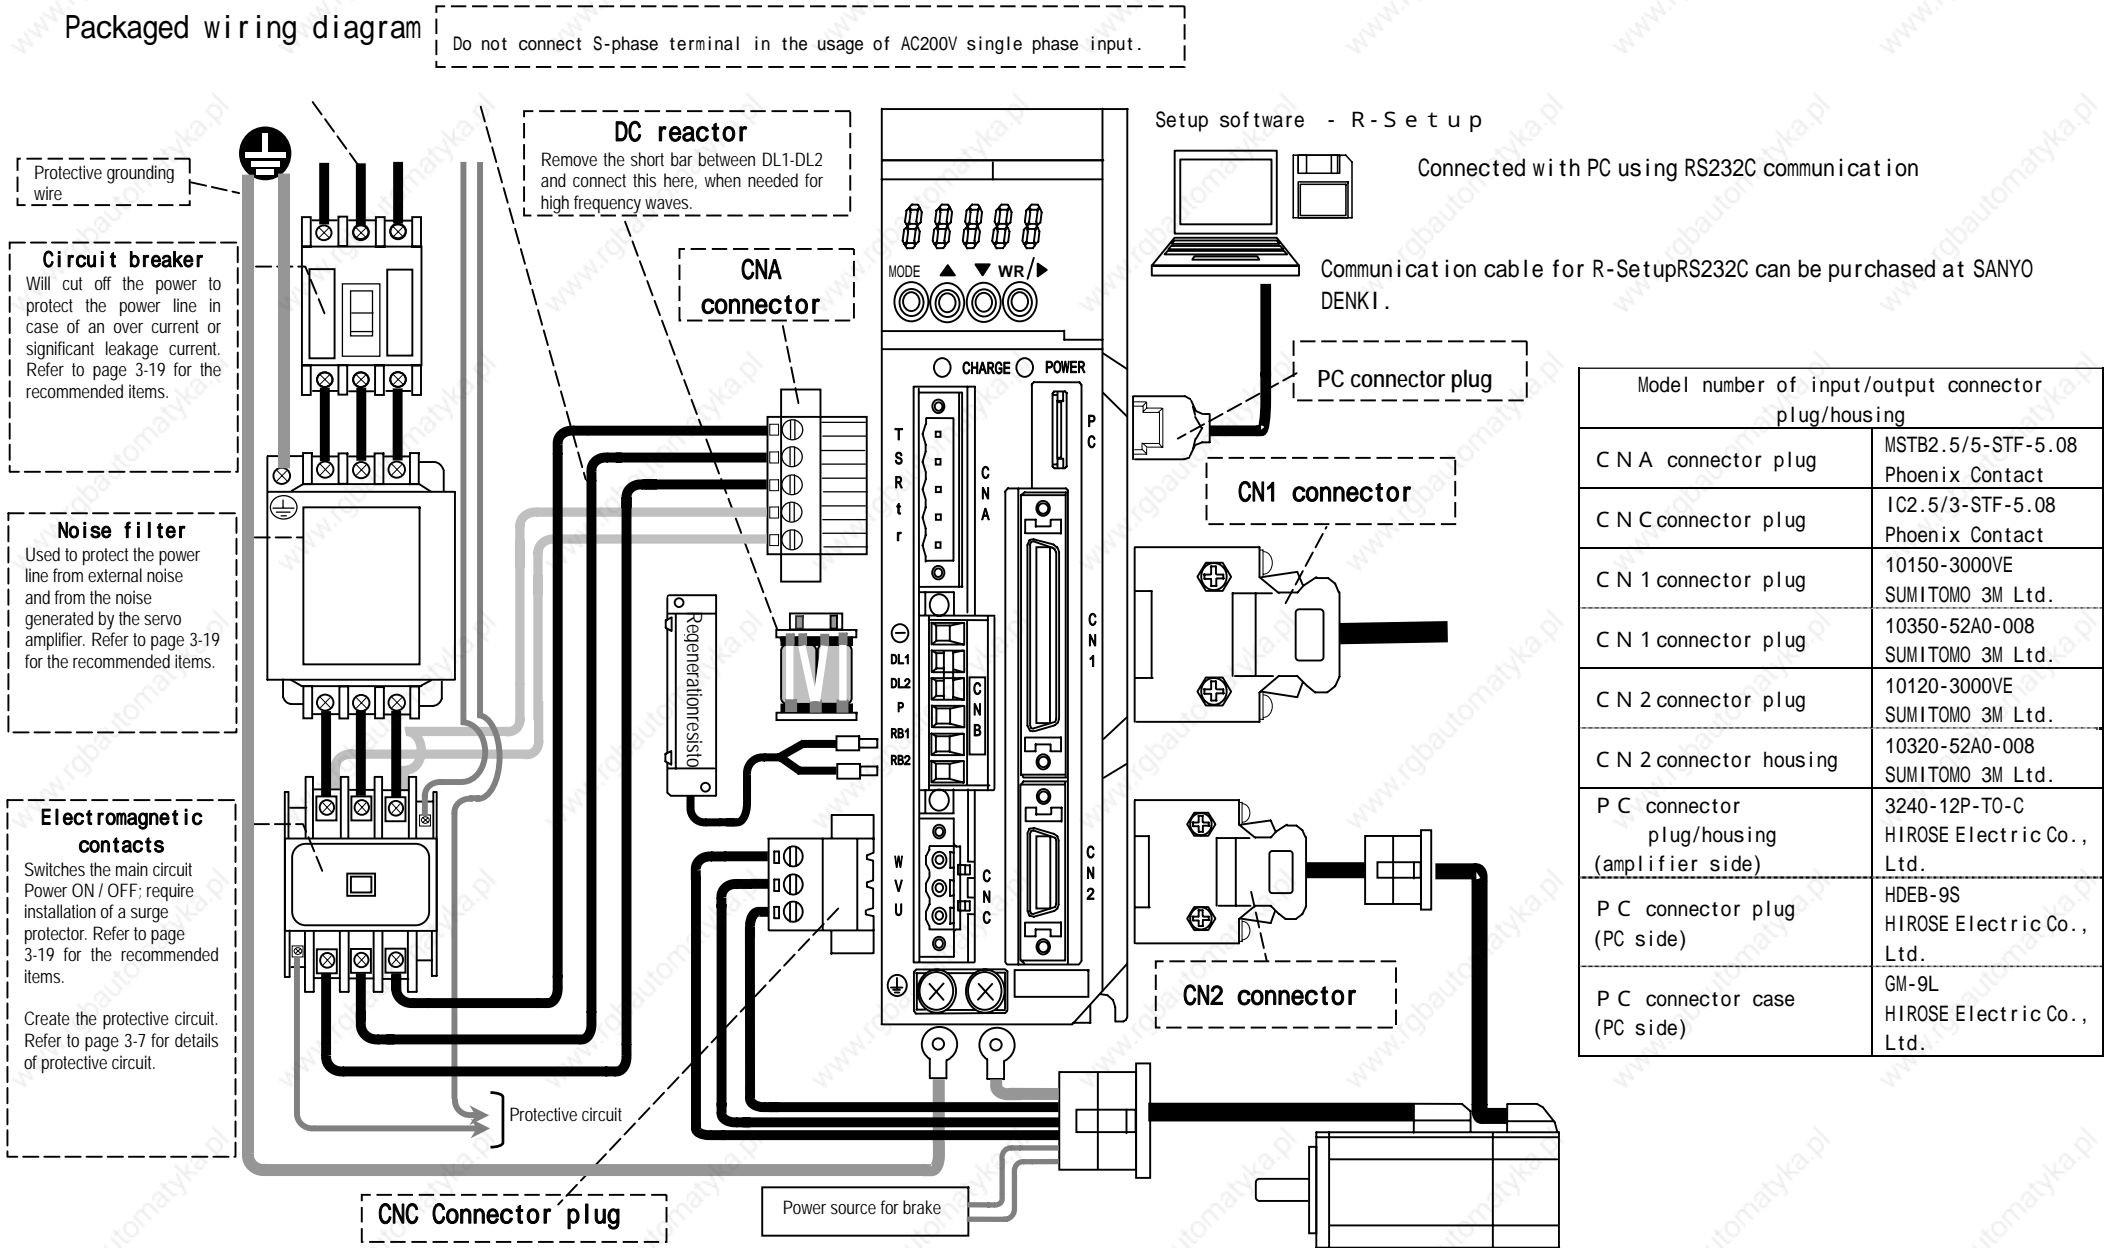 Packaged wiring diagram
Do not connect S-phase terminal in the usage of AC200V single phase input.
Protective grounding
wire
Circuit breaker
Will cut off the power to
protect the power line in
case of an over current or
significant leakage current.
Refer to page 3-19 for the
recommended items.
Noise filter
Used to protect the power
line from external noise
and from the noise
generated by the servo
amplifier. Refer to page 3-19
for the recommended items.
Electromagnetic
contacts
Switches the main circuit
Power ON / OFF; require
installation of a surge
protector. Refer to page
3-19 for the recommended
items.
Create the protective circuit.
Refer to page 3-7 for details
of protective circuit.
DC reactor
Remove the short bar between DL1-DL2
and connect this here, when needed for
high frequency waves.
CNA
connector
Regenerationresisto
Protective circuit
CNC Connector plug
Power source for brake
MODE ▲ ▼ WR/▶
CHARGE POWER
T
S
R
t
r
CNA
PC
DL1
DL2
P
RB1
RB2
CNB
CN1
W
V
U
CNC
CN2
Setup software - R-Setup
Connected with PC using RS232C communication
Communication cable for R-SetupRS232C can be purchased at SANYO
DENKI.
PC connector plug
CN1 connector
CN2 connector
Model number of input/output connector
plug/housing
CNA connector plug
MSTB2.5/5-STF-5.08
Phoenix Contact
CNC connector plug
IC2.5/3-STF-5.08
Phoenix Contact
CN1 connector plug
10150-3000VE
SUMITOMO 3M Ltd.
CN1 connector plug
10350-52A0-008
SUMITOMO 3M Ltd.
CN2 connector plug
10120-3000VE
SUMITOMO 3M Ltd.
CN2 connector housing
10320-52A0-008
SUMITOMO 3M Ltd.
PC connector
plug/housing
(amplifier side)
3240-12P-TO-C
HIROSE Electric Co.,
Ltd.
PC connector plug
(PC side)
HDEB-9S
HIROSE Electric Co.,
Ltd.
PC connector case
(PC side)
GM-9L
HIROSE Electric Co.,
Ltd.
www.rgbautomatyka.pl